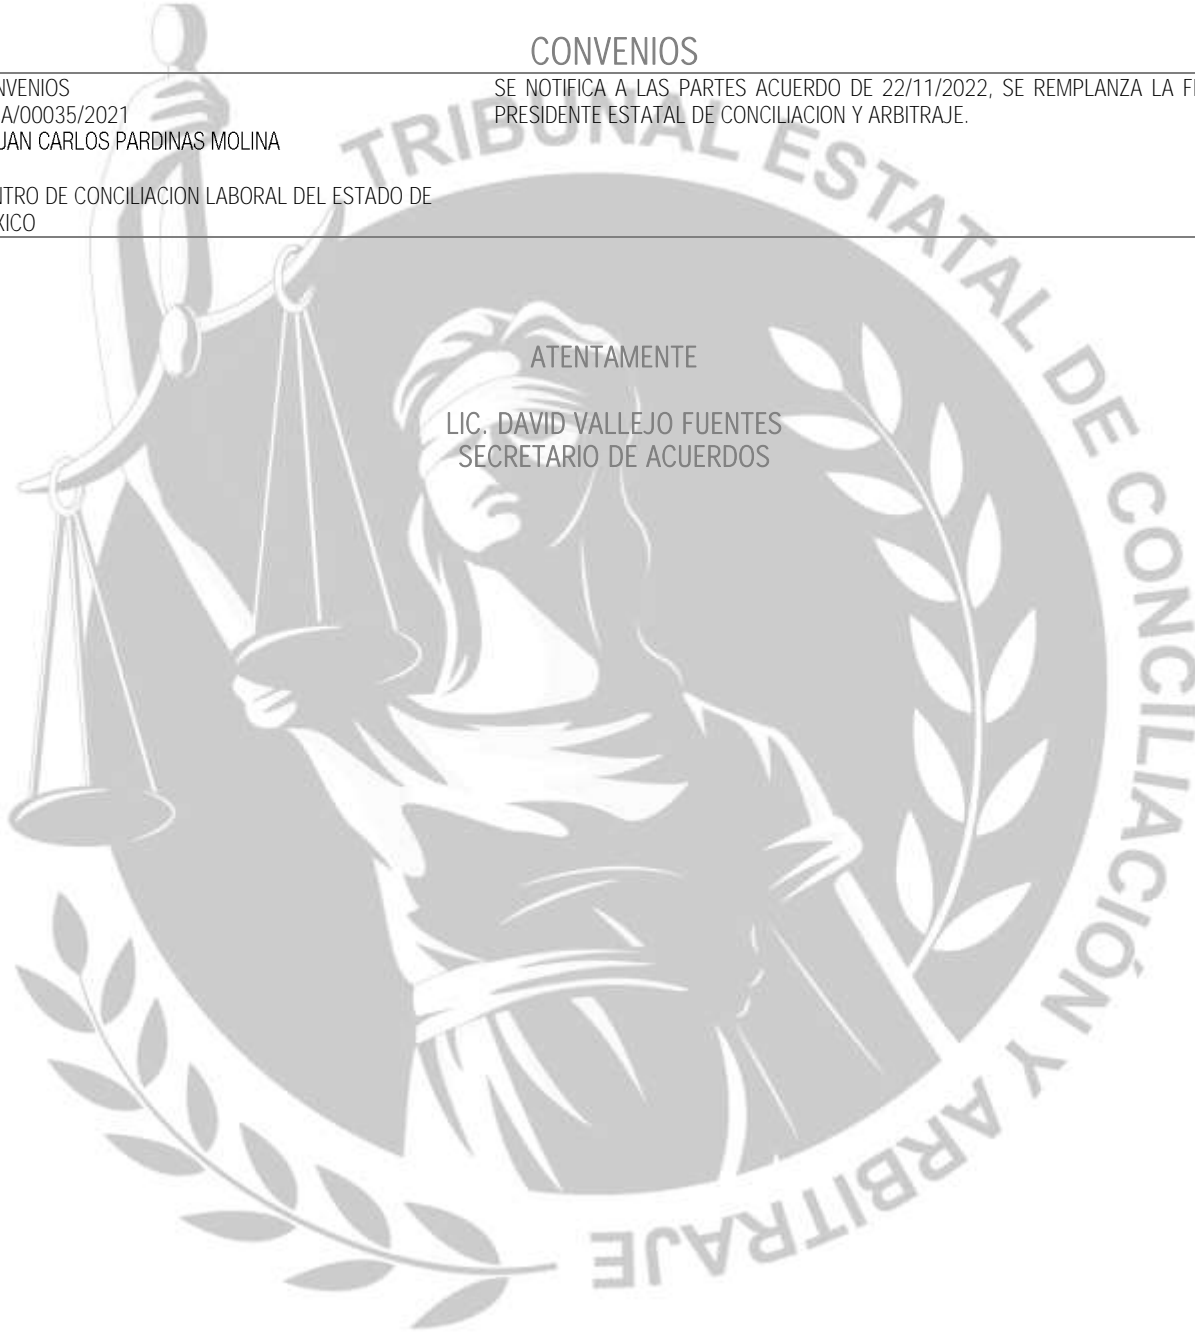 CONVENIOS
NVENIOS
A/00035/2021
UAN CARLOS PARDINAS MOLINA
NTRO DE CONCILIACION LABORAL DEL ESTADO DE
XICO
SE NOTIFICA A LAS PARTES ACUERDO DE 22/11/2022, SE REMPLANZA LA
PRESIDENTE ESTATAL DE CONCILIACION Y ARBITRAJE.
ATENTAMENTE
LIC. DAVID VALLEJO FUENTES
SECRETARIO DE ACUERDOS
TRIBUNAL ESTATAL DE CONCILIACIÓN Y ARBITRAJE